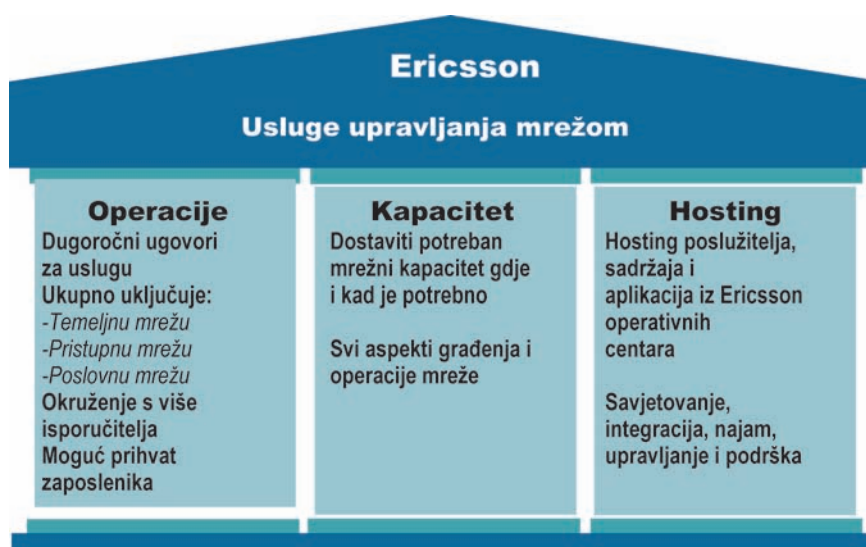 Ericsson
Usluge upravljanja mrežom
Operacije
Dugoročni ugovori
za uslugu
Ukupno uključuje:
-Temeljnu mrežu
-Pristupnu mrežu
-Poslovnu mrežu
Okruženje s više
isporučitelja
Moguć prihvat
zaposlenika
Kapacitet
Dostaviti potreban
mrežni kapacitet gdje
i kad je potrebno
Svi aspekti građenja i
operacije mreže
Hosting
Hosting poslužitelja,
sadržaja i
aplikacija iz Ericsson
operativnih
centara
Savjetovanje,
integracija, najam,
upravljanje i podrška